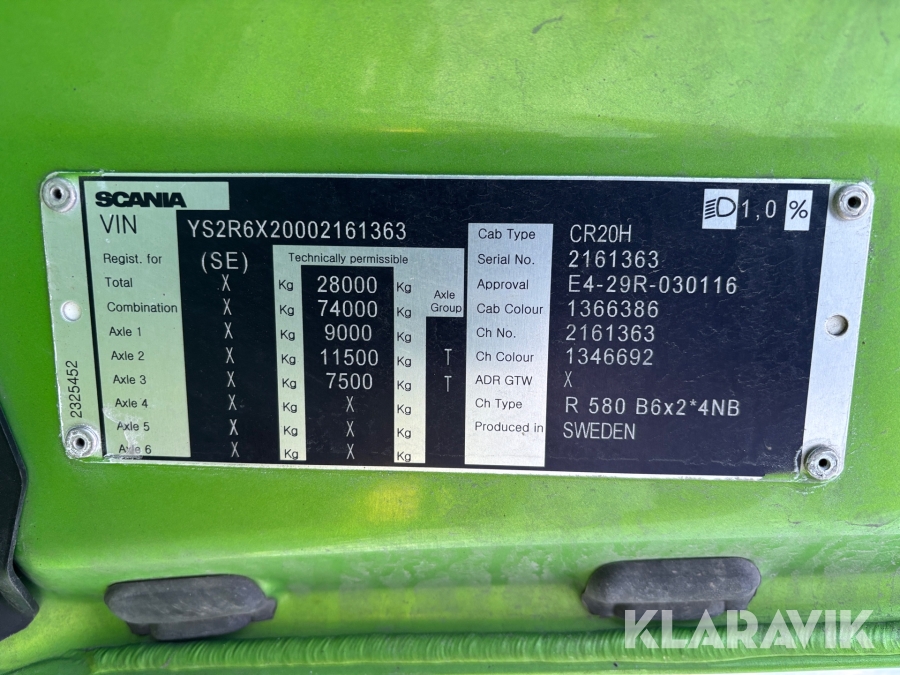 SCANIA
VIN YS2R6X20002161363
1,0 %
Regist. for (SE) Technically permissible
Total X Kg 28000 Kg Axle Group
Combination X Kg 74000 Kg
Axle 1 X Kg 9000 Kg
Axle 2 X Kg 11500 Kg T
Axle 3 X Kg 7500 Kg T
Axle 4 X Kg X Kg
Axle 5 X Kg X Kg
Axle 6 X Kg X Kg
Cab Type CR20H
Serial No. 2161363
Approval E4-29R-030116
Cab Colour 1366386
Ch No. 2161363
Ch Colour 1346692
ADR GTW X
Ch Type R 580 B6x2*4NB
Produced in SWEDEN
2325452
KLARAVIK